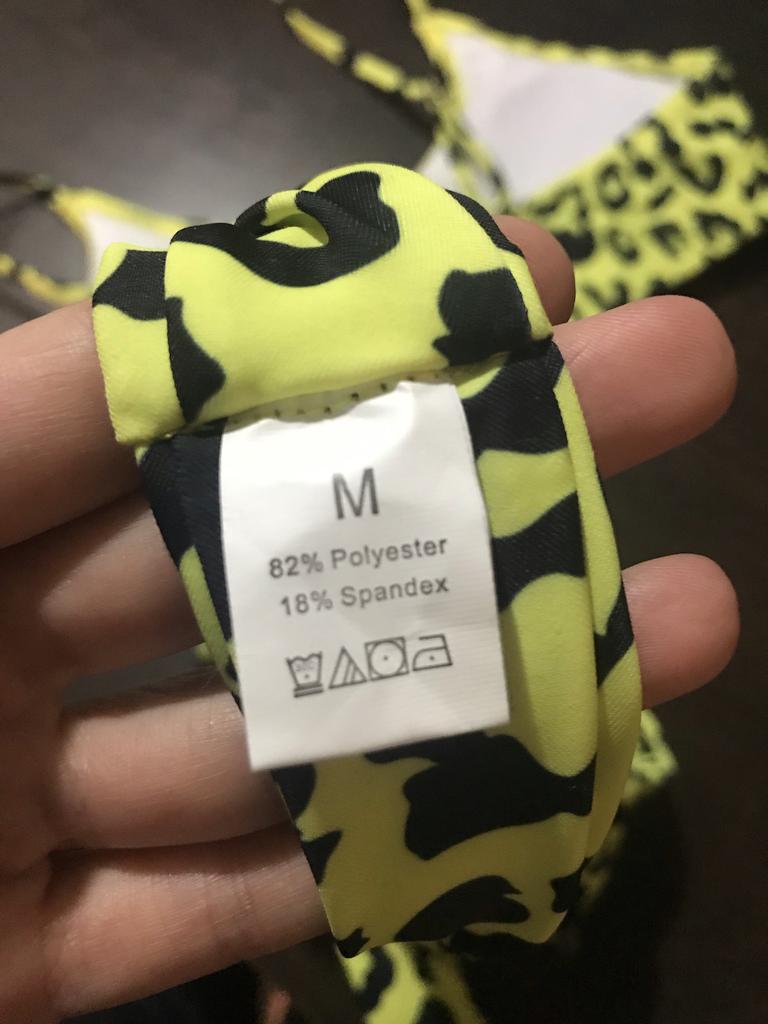 M
82% Polyester
18% Spandex